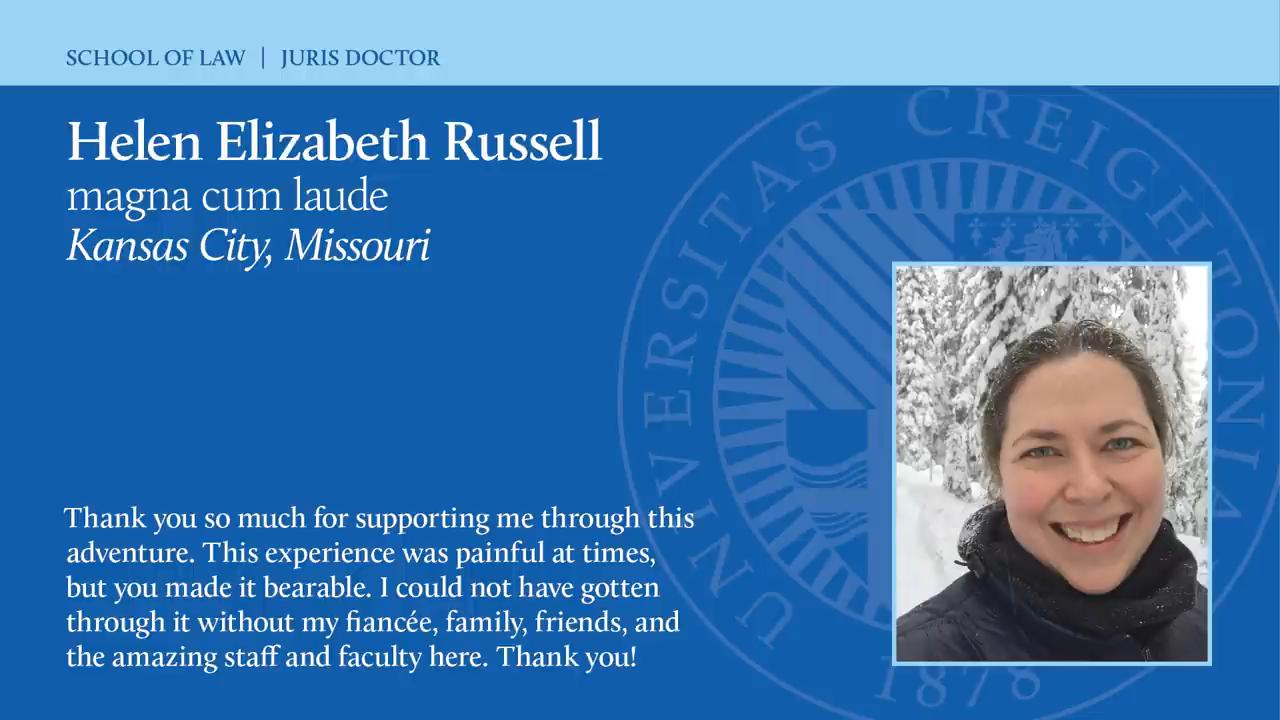 SCHOOL OF LAW | JURIS DOCTOR
Helen Elizabeth Russell
magna cum laude
Kansas City, Missouri
Thank you so much for supporting me through this
adventure. This experience was painful at times,
but you made it bearable. I could not have gotten
through it without my fiancée, family, friends, and
the amazing staff and faculty here. Thank you!
UNIVERSITAS CREIGHTONIA
1878